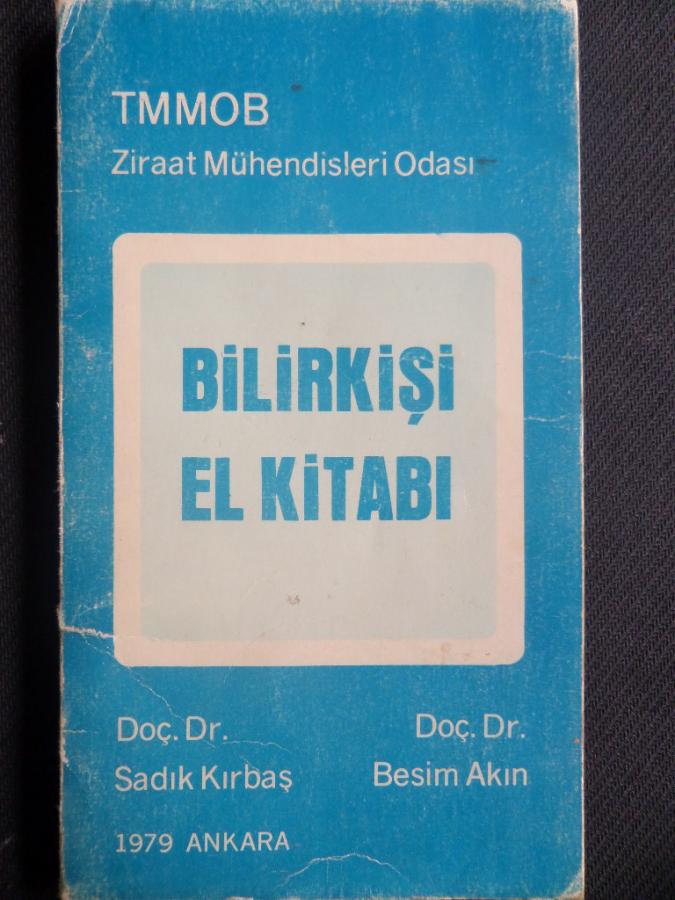 TMMOB
Ziraat Mühendisleri Odası
BİLİRKİŞİ
EL KİTABI
Doç. Dr.
Sadık Kırbaş
Doç. Dr.
Besim Akın
1979 ANKARA